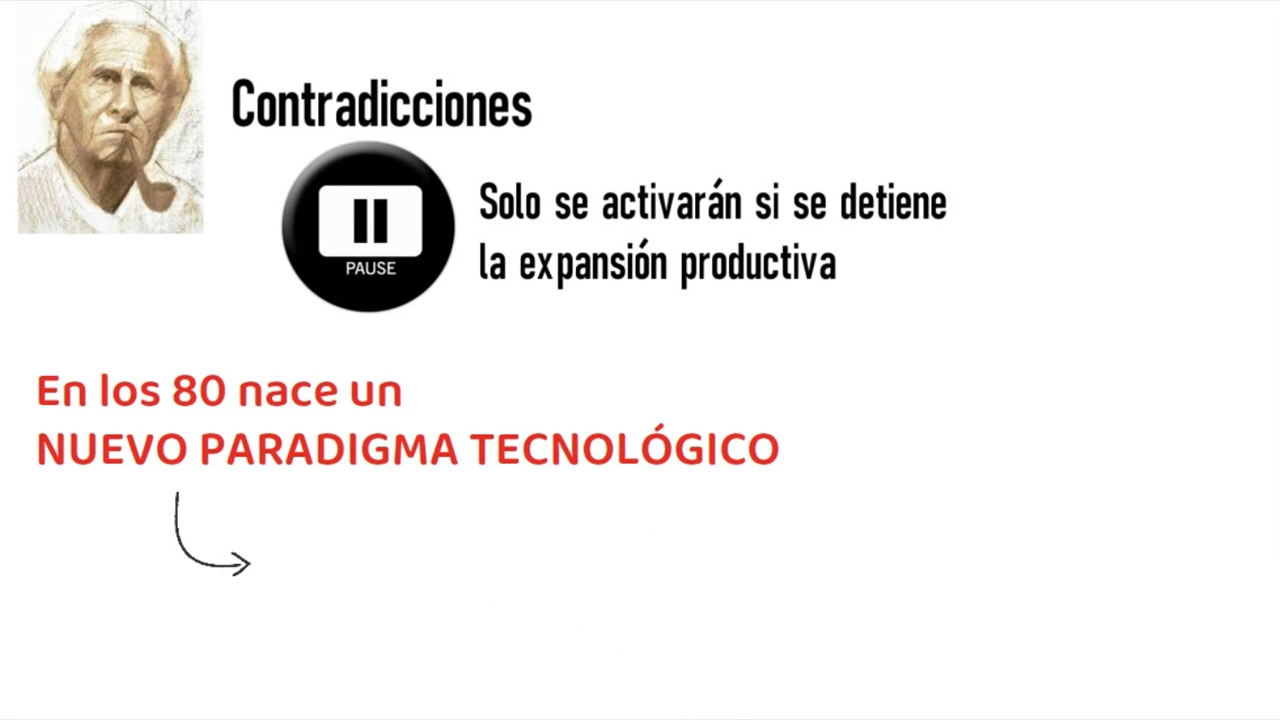 Contradicciones
PAUSE
Solo se activarán si se detiene
la expansión productiva
En los 80 nace un
NUEVO PARADIGMA TECNOLÓGICO